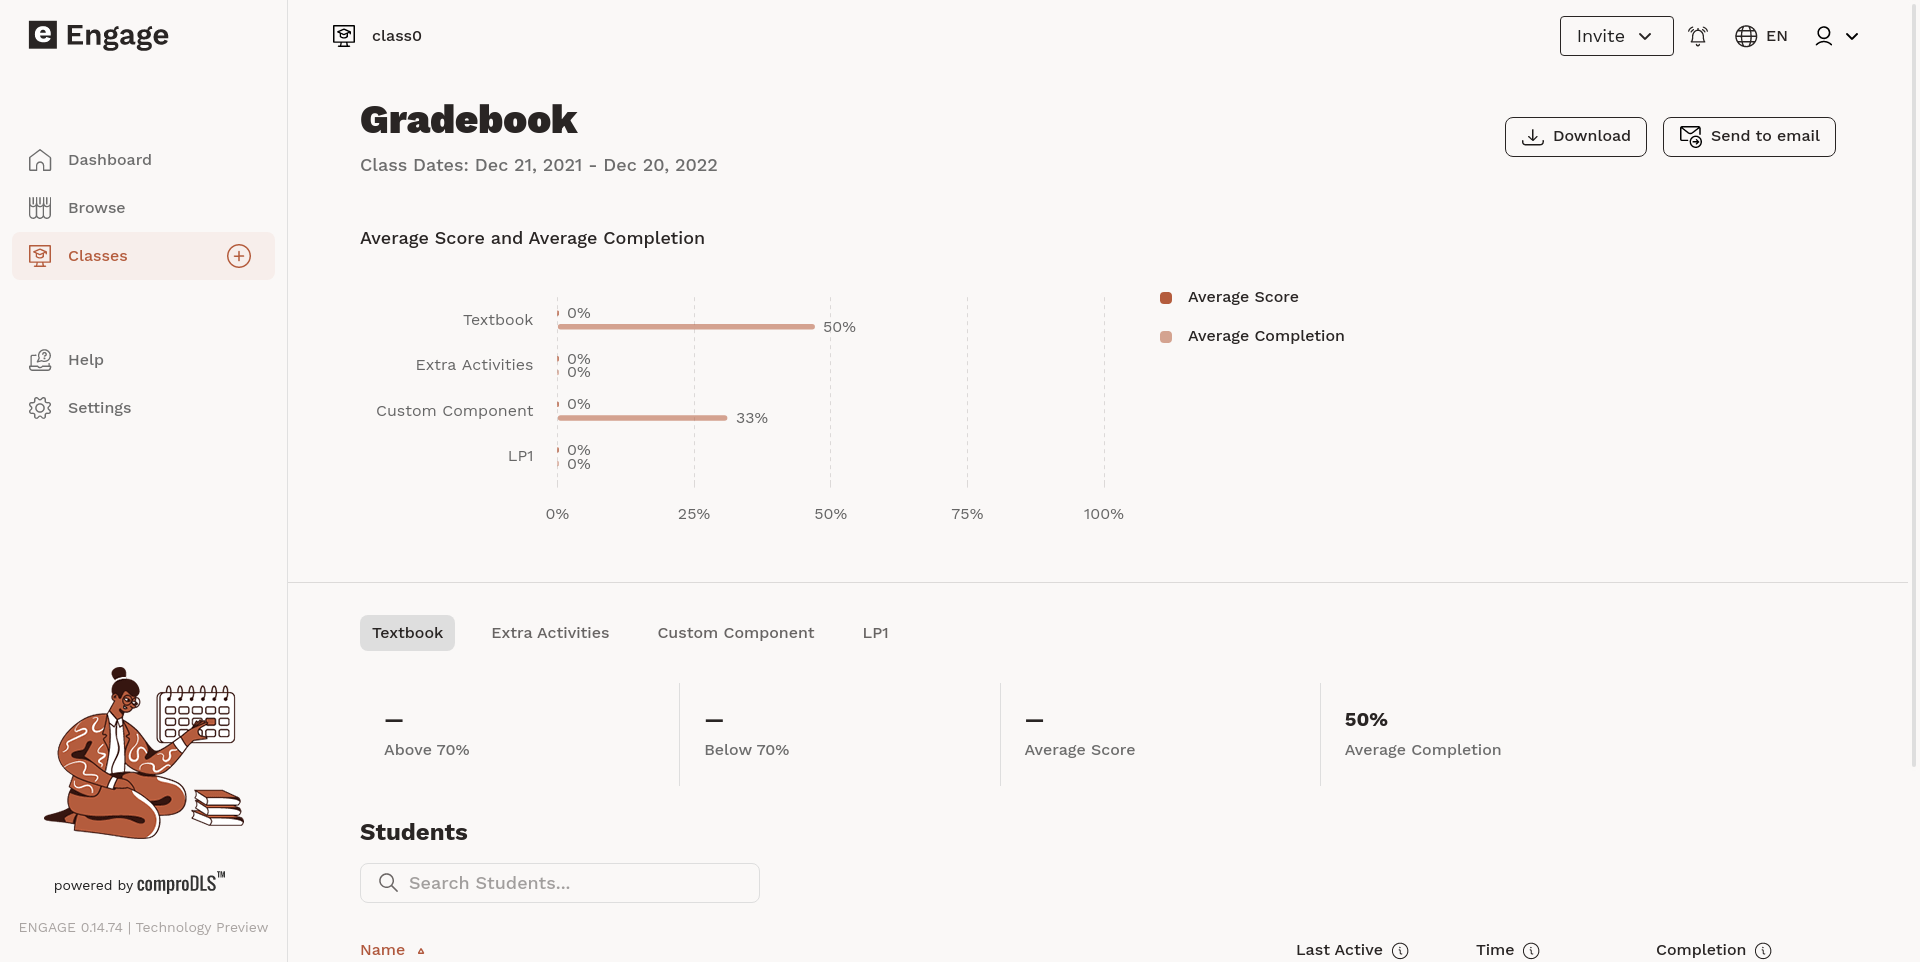 e Engage
class0
Invite
EN
Dashboard
Browse
Classes
Help
Settings
powered by comproDLS™
ENGAGE 0.14.74 | Technology Preview
Gradebook
Class Dates: Dec 21, 2021 - Dec 20, 2022
Download
Send to email
Average Score and Average Completion
Textbook
0%
50%
Extra Activities
0%
0%
Custom Component
0%
33%
LP1
0%
0%
0% 25% 50% 75% 100%
Average Score
Average Completion
Textbook Extra Activities Custom Component LP1
—
Above 70%
—
Below 70%
—
Average Score
50%
Average Completion
Students
Search Students...
Name Last Active Time Completion